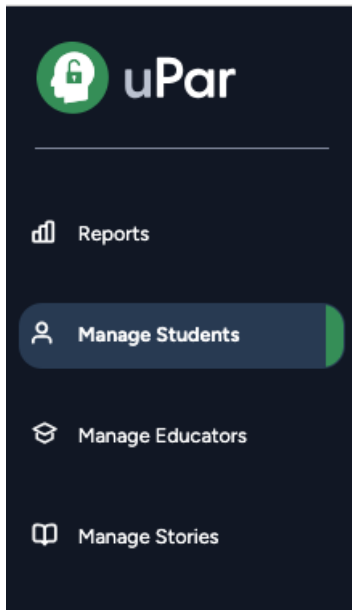 uPar
Reports
Manage Students
Manage Educators
Manage Stories